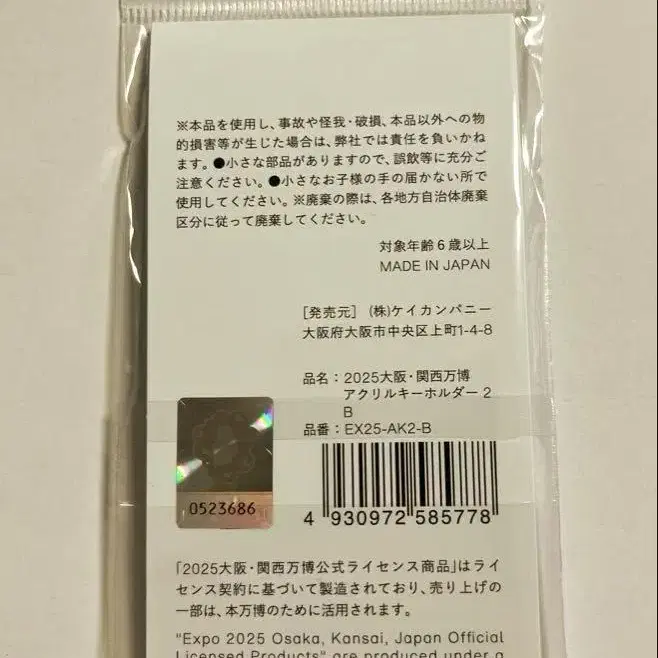 ※本品を使用し、事故や怪我・破損、本品以外への物
的損害等が生じた場合は、弊社では責任を負いかね
ます。●小さな部品がありますので、誤飲等に充分ご
注意ください。●小さなお子様の手の届かない所で
使用してください。※廃棄の際は、各地方自治体廃棄
区分に従って廃棄してください。
対象年齢6歳以上
MADE IN JAPAN
[発売元] (株)ケイカンパニー
大阪府大阪市中央区上町1-4-8
品名：2025大阪・関西万博
アクリルキーホルダー 2
B
品番：EX25-AK2-B
0523686
4 930972 585778
「2025大阪・関西万博公式ライセンス商品」はライ
センス契約に基づいて製造されており、売り上げの
一部は、本万博のために活用されます。
"Expo 2025 Osaka, Kansai, Japan Official
Licensed Products" are produced under a